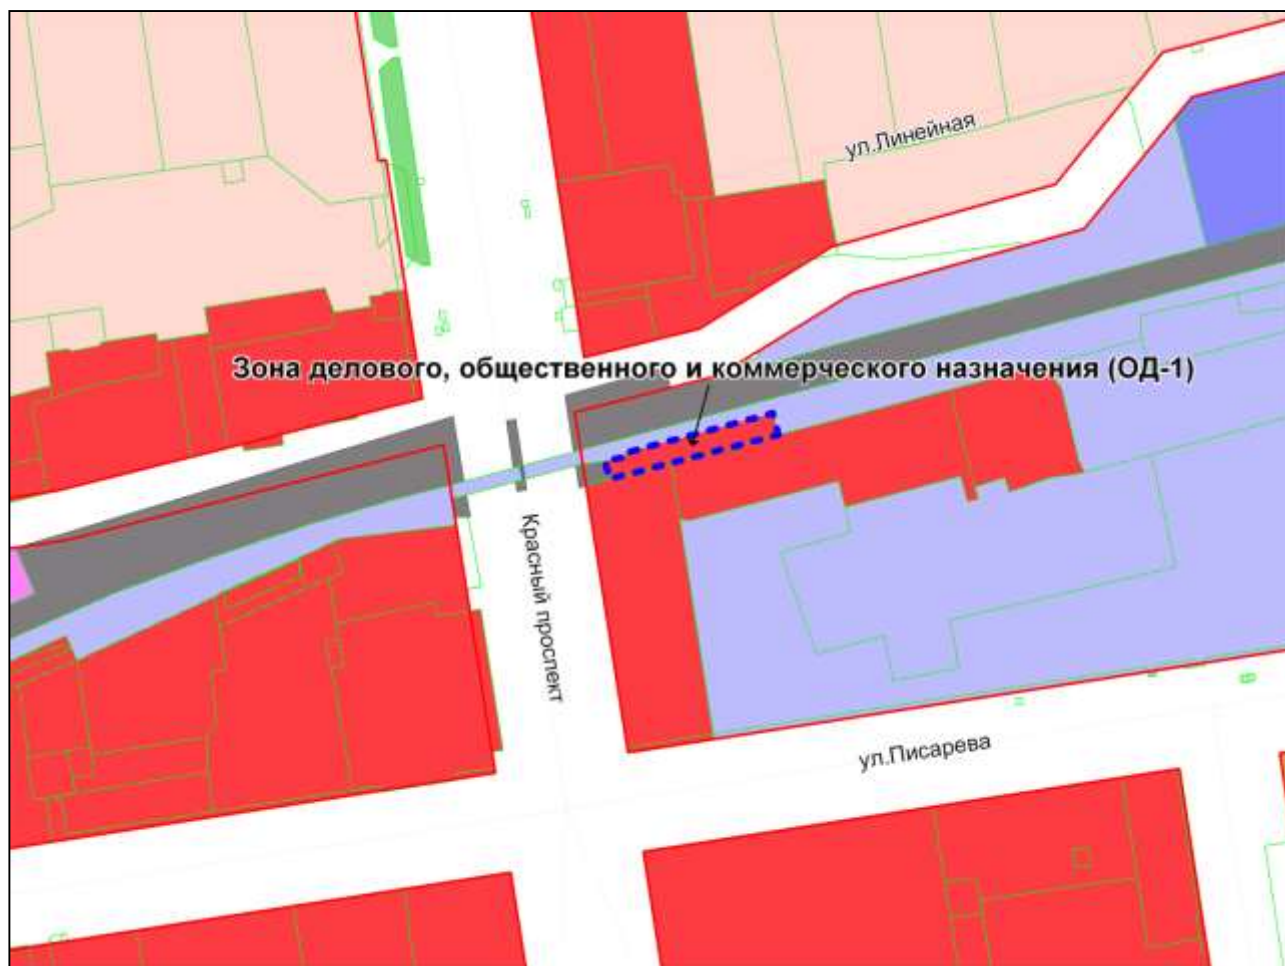 ул.Линейная
Зона делового, общественного и коммерческого назначения (ОД-1)
Красный проспект
ул.Писарева